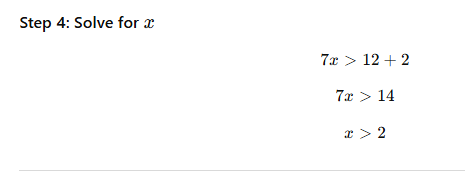 Step 4: Solve for x
7x > 12 + 2
7x > 14
x > 2